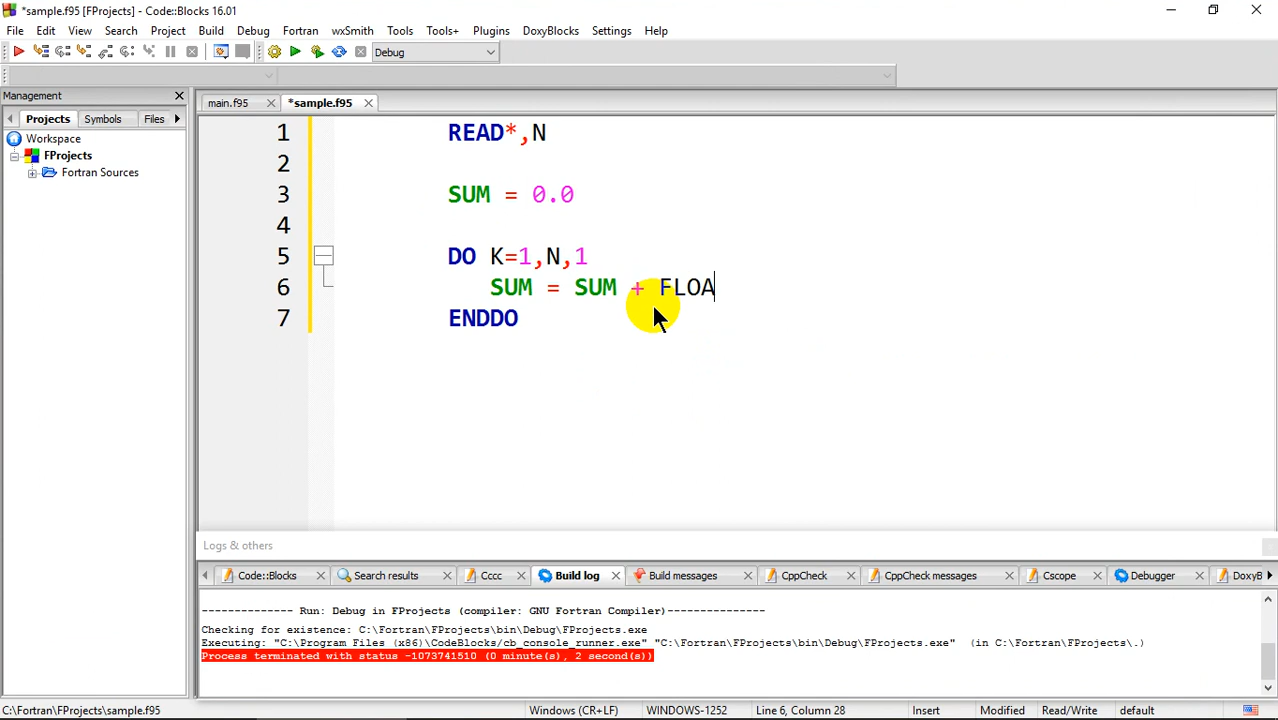 *sample.f95 [FProjects] - Code::Blocks 16.01
File Edit View Search Project Build Debug Fortran wxSmith Tools Tools+ Plugins DoxyBlocks Settings Help
Debug
Management
main.f95 *sample.f95
Projects Symbols Files
Workspace
FProjects
Fortran Sources
1 READ*,N
2
3 SUM = 0.0
4
5 DO K=1,N,1
6 SUM = SUM + FLOA
7 ENDDO
Logs & others
Code::Blocks Search results Cccc Build log Build messages CppCheck CppCheck messages Cscope Debugger DoxyB
-------------- Run: Debug in FProjects (compiler: GNU Fortran Compiler)---------------
Checking for existence: C:\Fortran\FProjects\bin\Debug\FProjects.exe
Executing: "C:\Program Files (x86)\CodeBlocks/cb_console_runner.exe" "C:\Fortran\FProjects\bin\Debug\FProjects.exe" (in C:\Fortran\FProjects\.)
Process terminated with status -1073741510 (0 minute(s), 2 second(s))
C:\Fortran\FProjects\sample.f95 Windows (CR+LF) WINDOWS-1252 Line 6, Column 28 Insert Modified Read/Write default